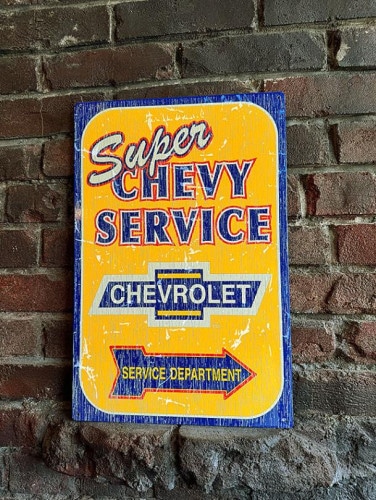 Super
CHEVY
SERVICE
CHEVROLET
SERVICE DEPARTMENT